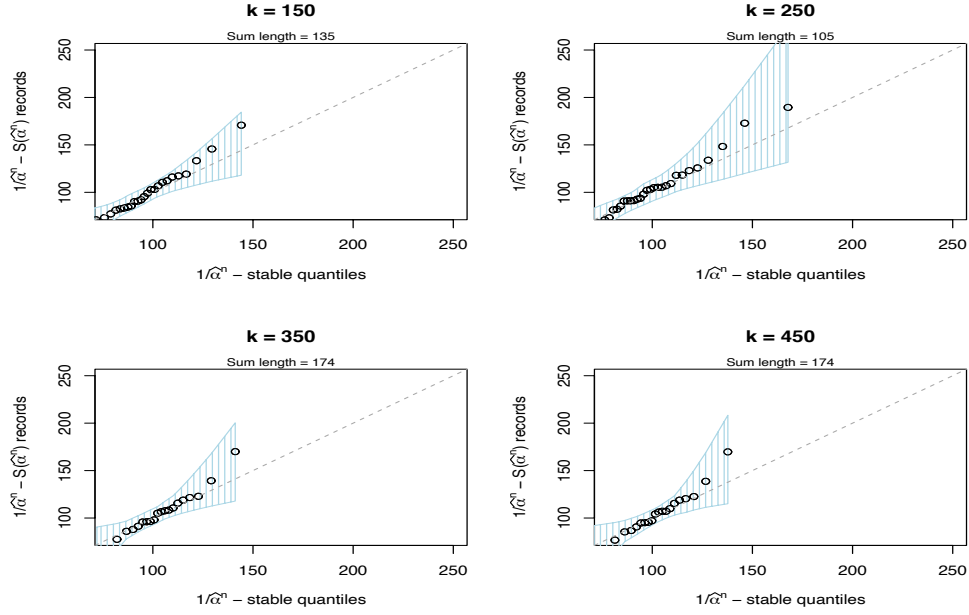 k = 150
Sum length = 135
1/α̂ⁿ − S(α̂ⁿ) records
250
200
150
100
100 150 200 250
1/α̂ⁿ − stable quantiles
k = 250
Sum length = 105
1/α̂ⁿ − S(α̂ⁿ) records
250
200
150
100
100 150 200 250
1/α̂ⁿ − stable quantiles
k = 350
Sum length = 174
1/α̂ⁿ − S(α̂ⁿ) records
250
200
150
100
100 150 200 250
1/α̂ⁿ − stable quantiles
k = 450
Sum length = 174
1/α̂ⁿ − S(α̂ⁿ) records
250
200
150
100
100 150 200 250
1/α̂ⁿ − stable quantiles